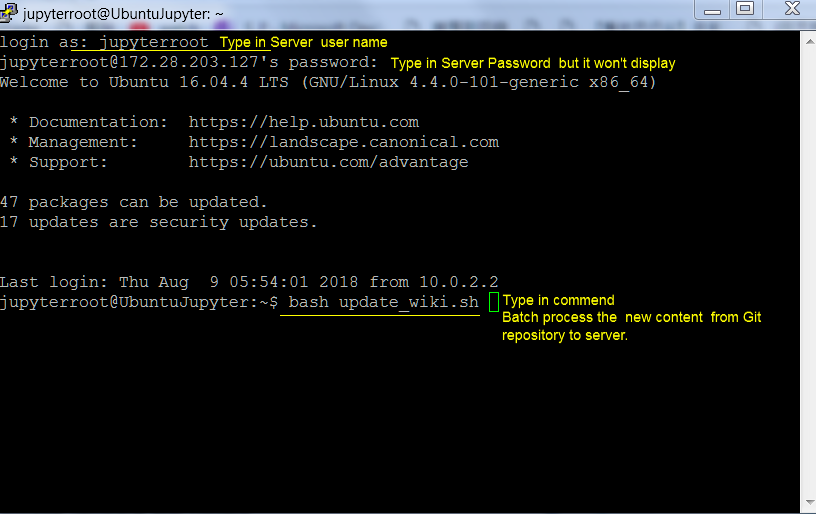 jupyterroot@UbuntuJupyter: ~
login as: jupyterroot Type in Server user name
jupyterroot@172.28.203.127's password: Type in Server Password but it won't display
Welcome to Ubuntu 16.04.4 LTS (GNU/Linux 4.4.0-101-generic x86_64)
* Documentation: https://help.ubuntu.com
* Management: https://landscape.canonical.com
* Support: https://ubuntu.com/advantage
47 packages can be updated.
17 updates are security updates.
Last login: Thu Aug 9 05:54:01 2018 from 10.0.2.2
jupyterroot@UbuntuJupyter:~$ bash update_wiki.sh Type in commend
Batch process the new content from Git
repository to server.